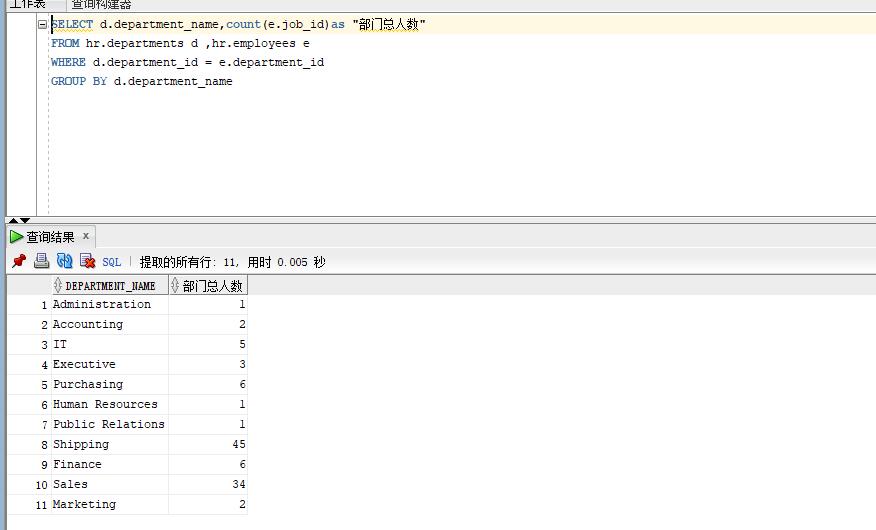 工作表 查询构建器
SELECT d.department_name,count(e.job_id)as "部门总人数"
FROM hr.departments d ,hr.employees e
WHERE d.department_id = e.department_id
GROUP BY d.department_name
查询结果 x
SQL | 提取的所有行: 11, 用时 0.005 秒
DEPARTMENT_NAME 部门总人数
1 Administration 1
2 Accounting 2
3 IT 5
4 Executive 3
5 Purchasing 6
6 Human Resources 1
7 Public Relations 1
8 Shipping 45
9 Finance 6
10 Sales 34
11 Marketing 2